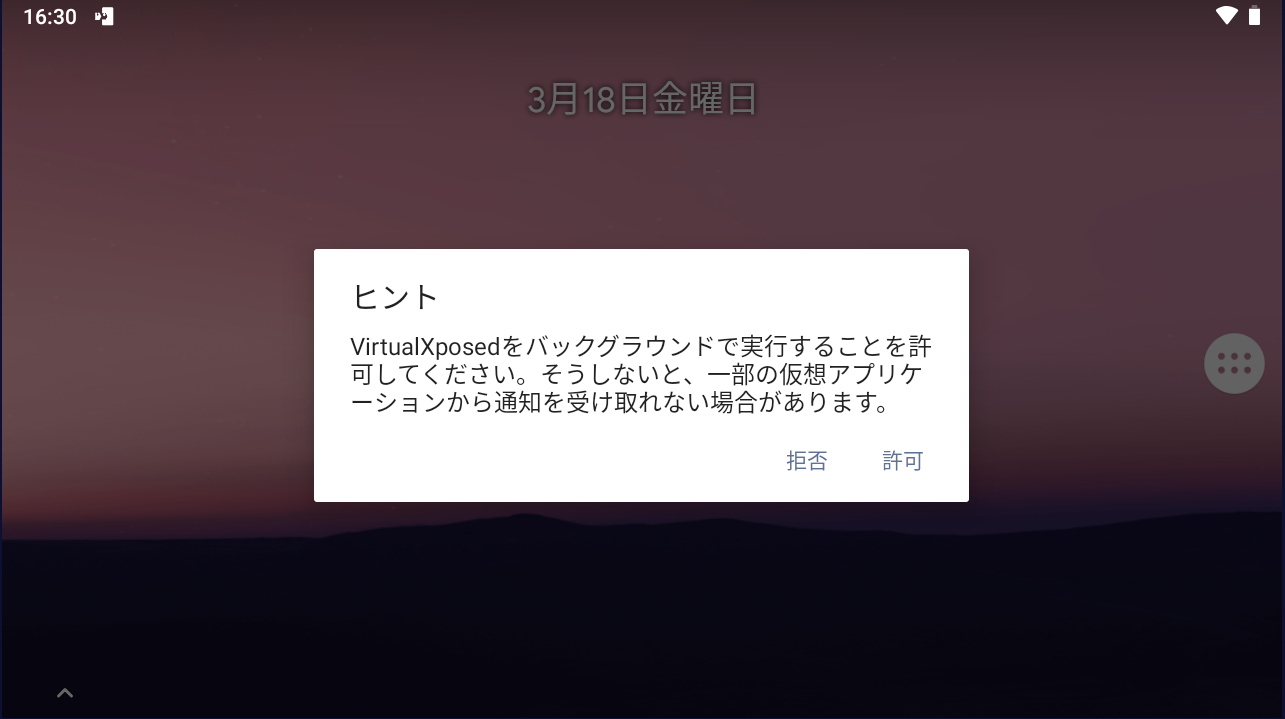 16:30
3月18日金曜日
ヒント
VirtualXposedをバックグラウンドで実行することを許
可してください。そうしないと、一部の仮想アプリケ
ーションから通知を受け取れない場合があります。
拒否 許可